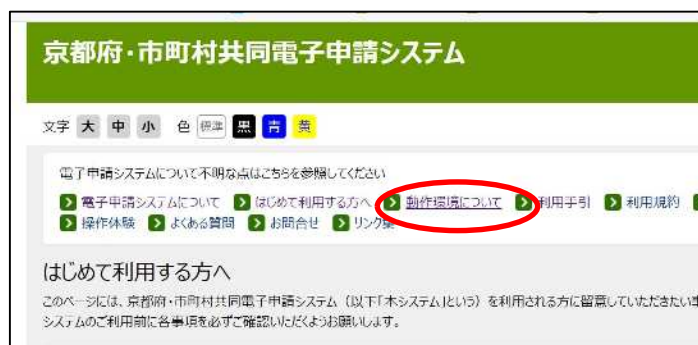 京都府・市町村共同電子申請システム
文字 大 中 小 色 標準 黒 青 黄
電子申請システムについて不明な点はこちらを参照してください
電子申請システムについて はじめて利用する方へ 動作環境について 利用手引 利用規約
操作体験 よくある質問 お問合せ リンク集
はじめて利用する方へ
このページには、京都府・市町村共同電子申請システム（以下「本システム」という）を利用される方に留意していただきたい
システムのご利用前に各事項を必ずご確認いただくようお願いします。